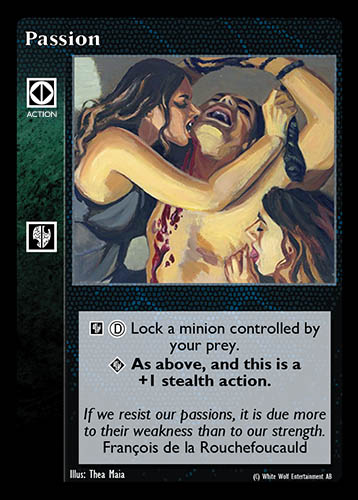 Passion
ACTION
D Lock a minion controlled by
your prey.
As above, and this is a
+1 stealth action.
If we resist our passions, it is due more
to their weakness than to our strength.
François de la Rouchefoucauld
Illus: Thea Maia
(C) White Wolf Entertainment AB